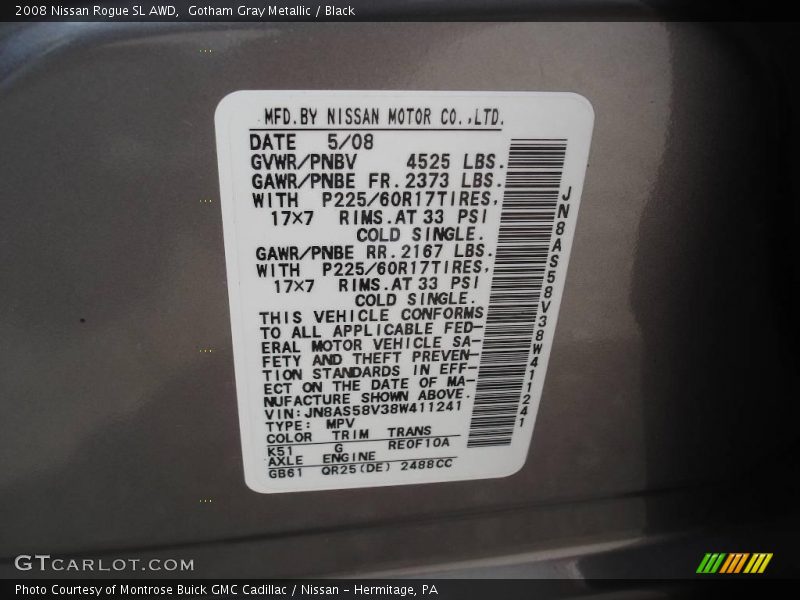 2008 Nissan Rogue SL AWD,  Gotham Gray Metallic / Black
MFD.BY NISSAN MOTOR CO.,LTD.
DATE 5/08
GVWR/PNBV 4525 LBS.
GAWR/PNBE FR.2373 LBS.
WITH P225/60R17TIRES,
17×7 RIMS.AT 33 PSI
COLD SINGLE.
GAWR/PNBE RR.2167 LBS.
WITH P225/60R17TIRES,
17×7 RIMS.AT 33 PSI
COLD SINGLE.
THIS VEHICLE CONFORMS
TO ALL APPLICABLE FED-
ERAL MOTOR VEHICLE SA-
FETY AND THEFT PREVEN-
TION STANDARDS IN EFF-
ECT ON THE DATE OF MA-
NUFACTURE SHOWN ABOVE.
VIN:JN8AS58V38W411241
TYPE: MPV
COLOR TRIM TRANS
K51 G RE0F10A
AXLE ENGINE
GB61 QR25(DE) 2488CC
JN8AS58V38W411241
GTCARLOT.COM
Photo Courtesy of Montrose Buick GMC Cadillac / Nissan - Hermitage, PA